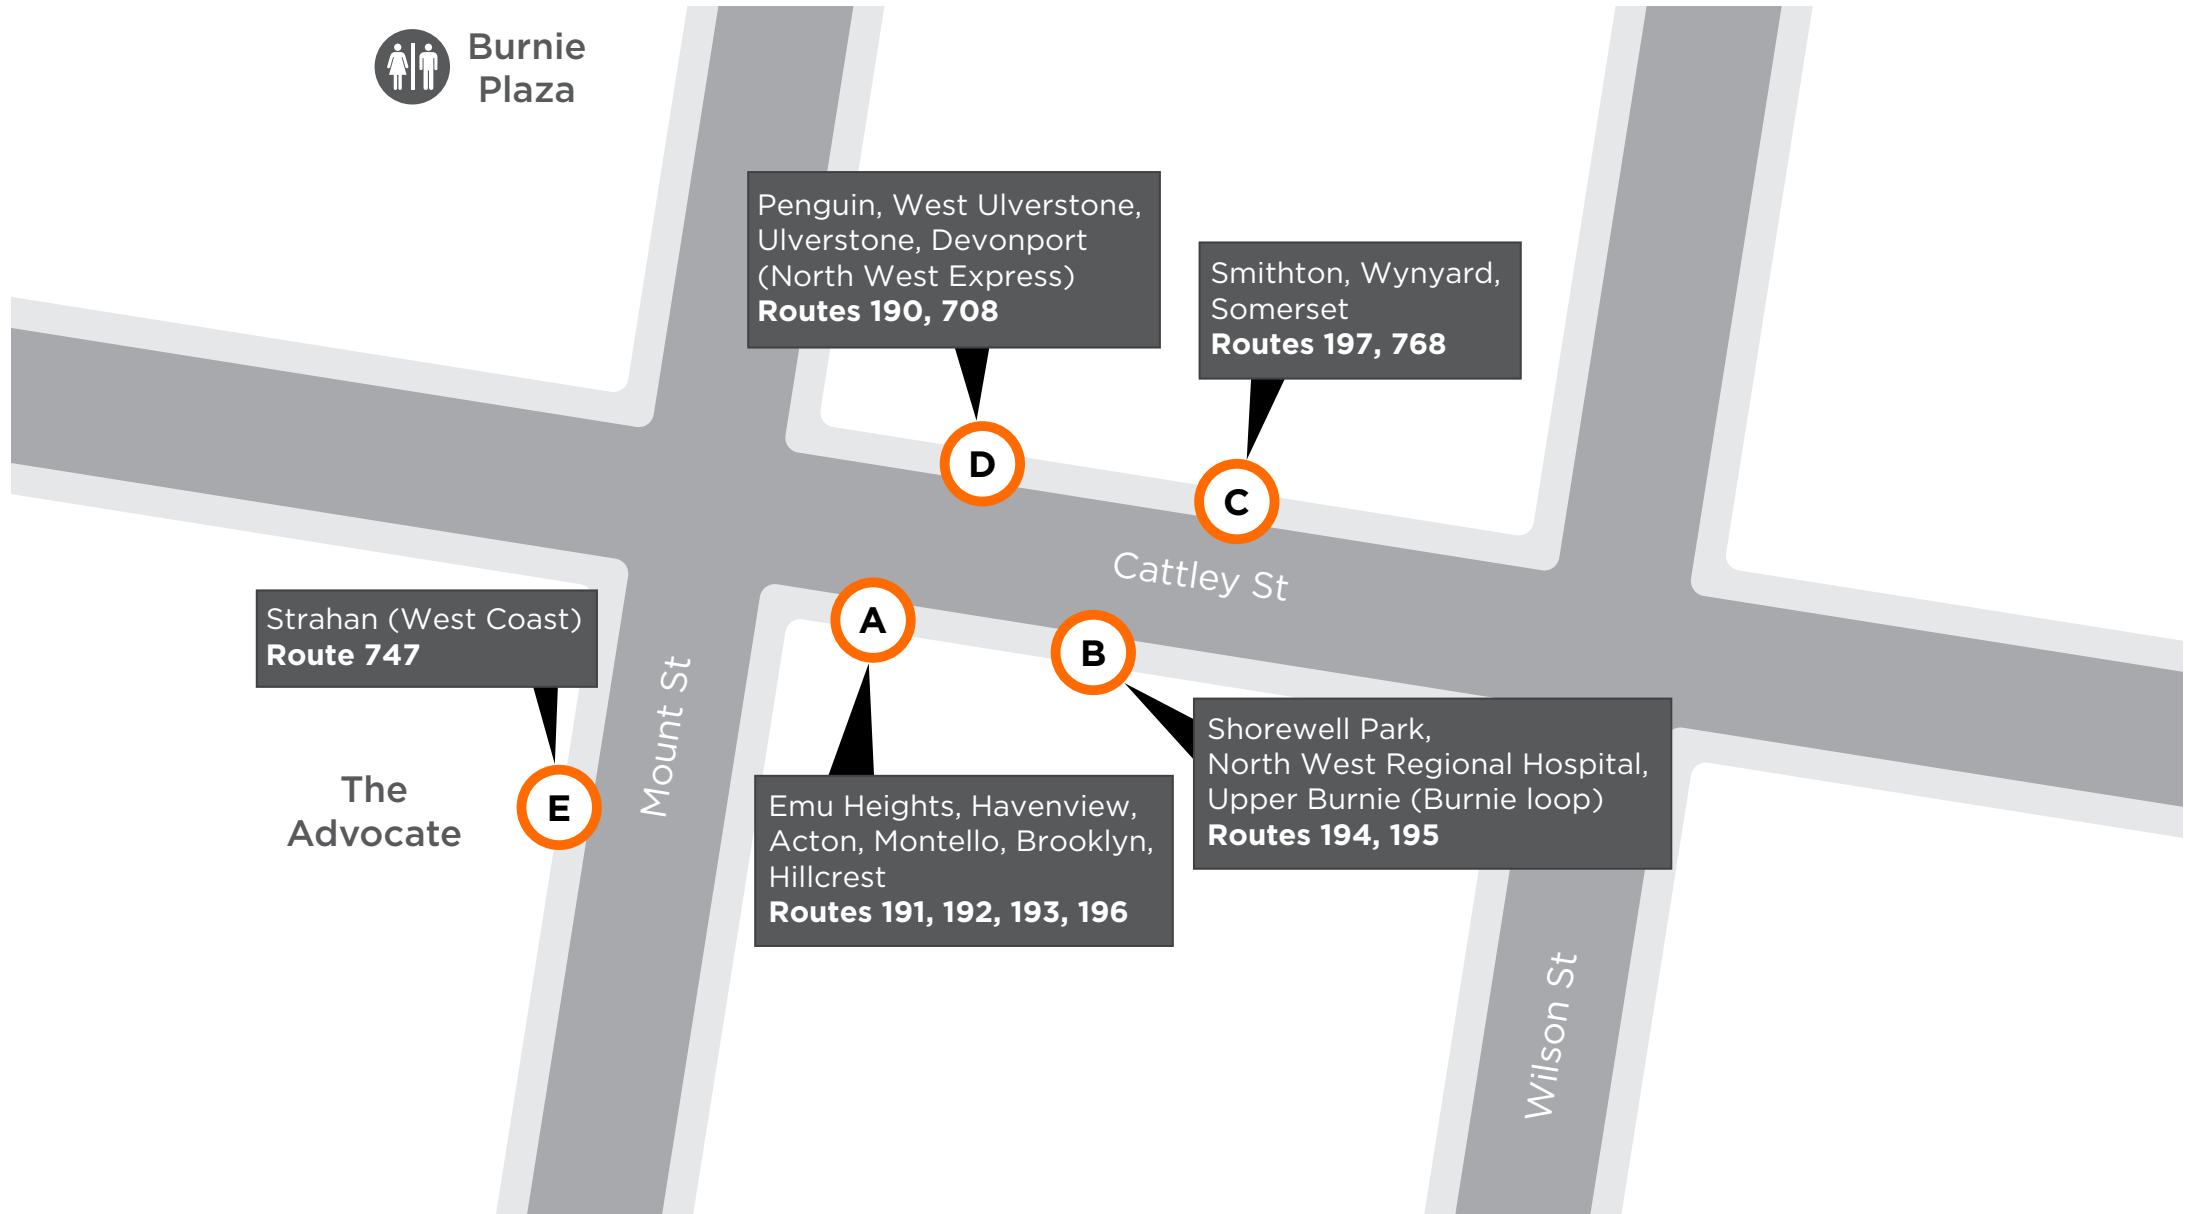 Burnie
Plaza
Penguin, West Ulverstone,
Ulverstone, Devonport
(North West Express)
Routes 190, 708
Smithton, Wynyard,
Somerset
Routes 197, 768
D
C
Cattley St
Strahan (West Coast)
Route 747
A
B
Mount St
Shorewell Park,
North West Regional Hospital,
Upper Burnie (Burnie loop)
Routes 194, 195
The
Advocate
E
Emu Heights, Havenview,
Acton, Montello, Brooklyn,
Hillcrest
Routes 191, 192, 193, 196
Wilson St